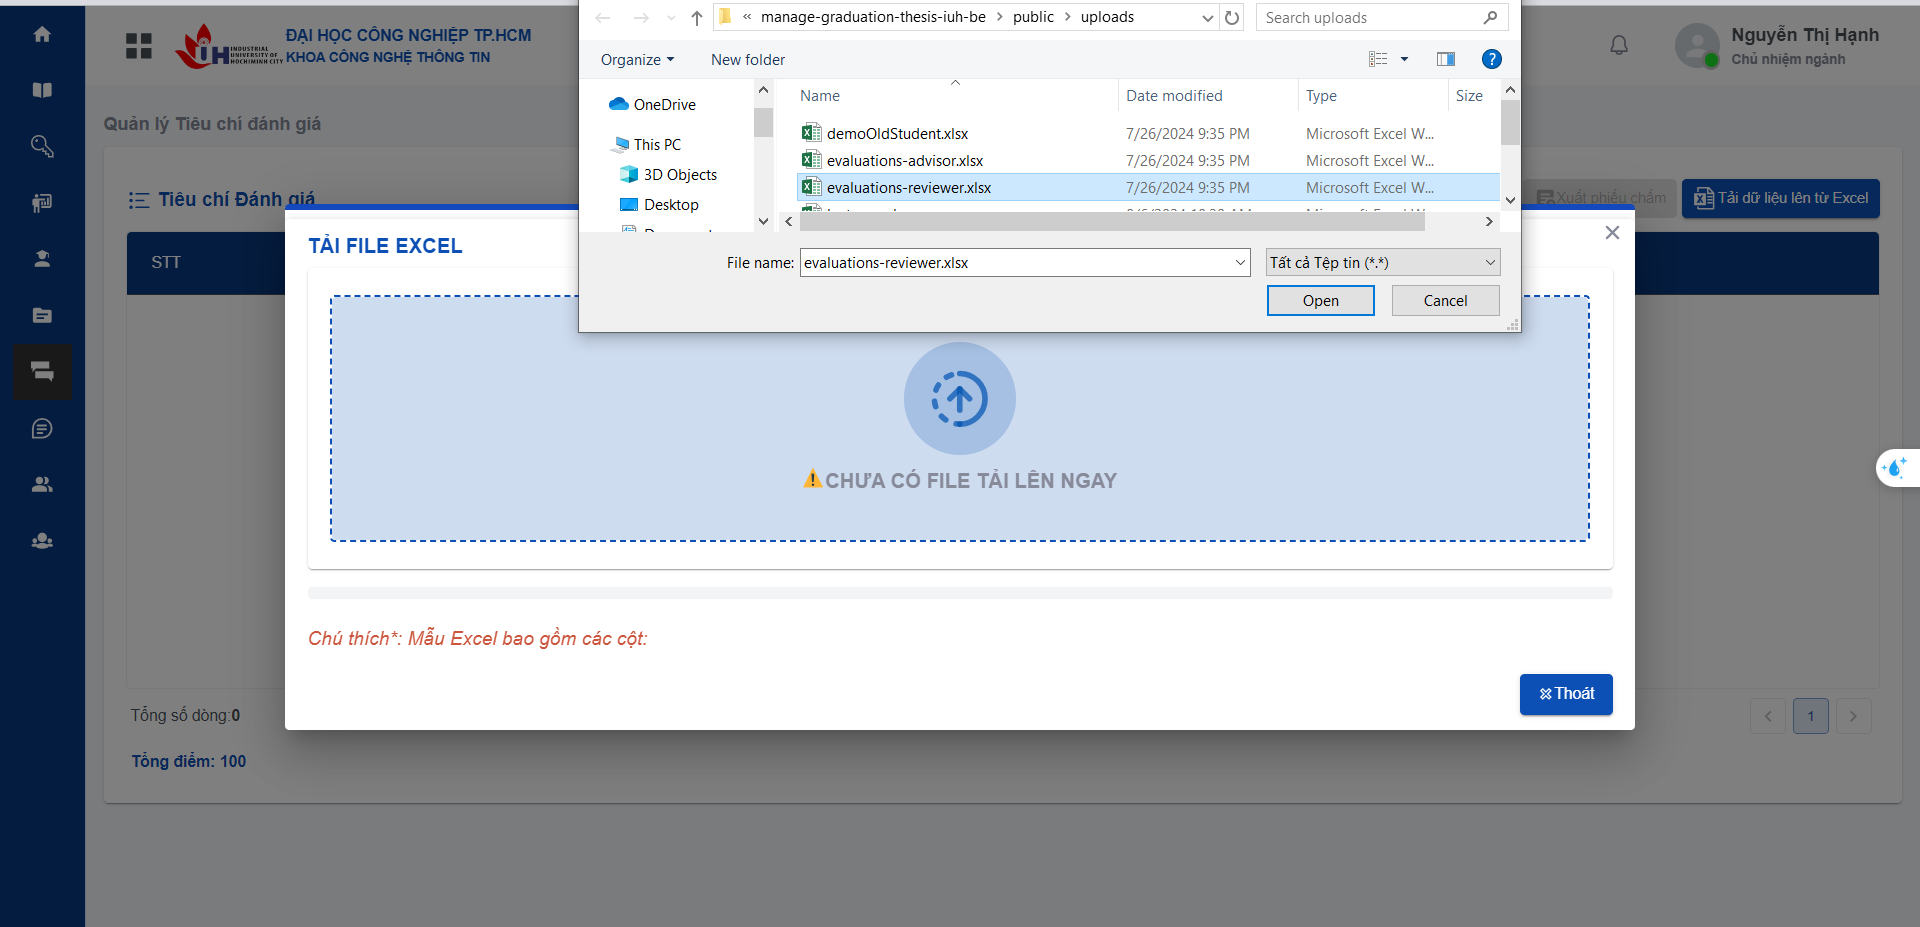 « manage-graduation-thesis-iuh-be > public > uploads
Search uploads
Organize
New folder
Name
Date modified
Type
Size
OneDrive
This PC
3D Objects
Desktop
demoOldStudent.xlsx 7/26/2024 9:35 PM Microsoft Excel W...
evaluations-advisor.xlsx 7/26/2024 9:35 PM Microsoft Excel W...
evaluations-reviewer.xlsx 7/26/2024 9:35 PM Microsoft Excel W...
File name: evaluations-reviewer.xlsx
Tất cả Tệp tin (*.*)
Open
Cancel
IUH
INDUSTRIAL
UNIVERSITY OF
HOCHIMINH CITY
ĐẠI HỌC CÔNG NGHIỆP TP.HCM
KHOA CÔNG NGHỆ THÔNG TIN
Nguyễn Thị Hạnh
Chủ nhiệm ngành
Quản lý Tiêu chí đánh giá
Tiêu chí Đánh giá
Xuất phiếu chấm
Tải dữ liệu lên từ Excel
STT
TẢI FILE EXCEL
CHƯA CÓ FILE TẢI LÊN NGAY
Chú thích*: Mẫu Excel bao gồm các cột:
Thoát
Tổng số dòng:0
1
Tổng điểm: 100